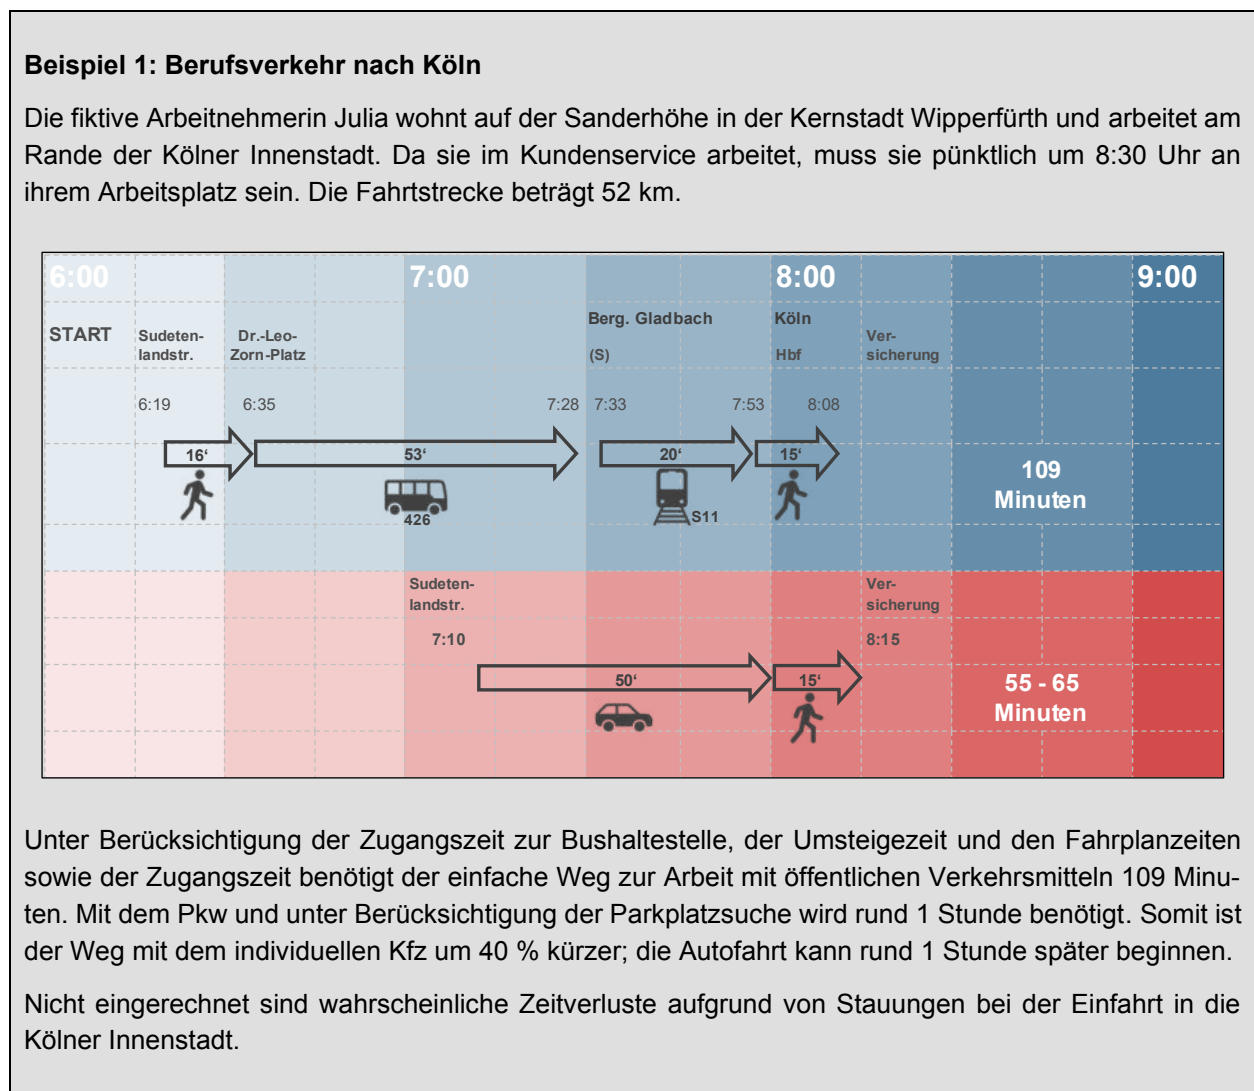 Beispiel 1: Berufsverkehr nach Köln
Die fiktive Arbeitnehmerin Julia wohnt auf der Sanderhöhe in der Kernstadt Wipperfürth und arbeitet am
Rande der Kölner Innenstadt. Da sie im Kundenservice arbeitet, muss sie pünktlich um 8:30 Uhr an
ihrem Arbeitsplatz sein. Die Fahrtstrecke beträgt 52 km.
6:00 7:00 8:00 9:00
START
Sudeten-
landstr.
Dr.-Leo-
Zorn-Platz
Berg. Gladbach
(S)
Köln
Hbf
Ver-
sicherung
6:19 6:35 7:28 7:33 7:53 8:08
16‘ 53‘ 20‘ 15‘
426 S11
109
Minuten
Sudeten-
landstr.
7:10
Ver-
sicherung
8:15
50‘ 15‘
55 - 65
Minuten
Unter Berücksichtigung der Zugangszeit zur Bushaltestelle, der Umsteigezeit und den Fahrplanzeiten
sowie der Zugangszeit benötigt der einfache Weg zur Arbeit mit öffentlichen Verkehrsmitteln 109 Minu-
ten. Mit dem Pkw und unter Berücksichtigung der Parkplatzsuche wird rund 1 Stunde benötigt. Somit ist
der Weg mit dem individuellen Kfz um 40 % kürzer; die Autofahrt kann rund 1 Stunde später beginnen.
Nicht eingerechnet sind wahrscheinliche Zeitverluste aufgrund von Stauungen bei der Einfahrt in die
Kölner Innenstadt.